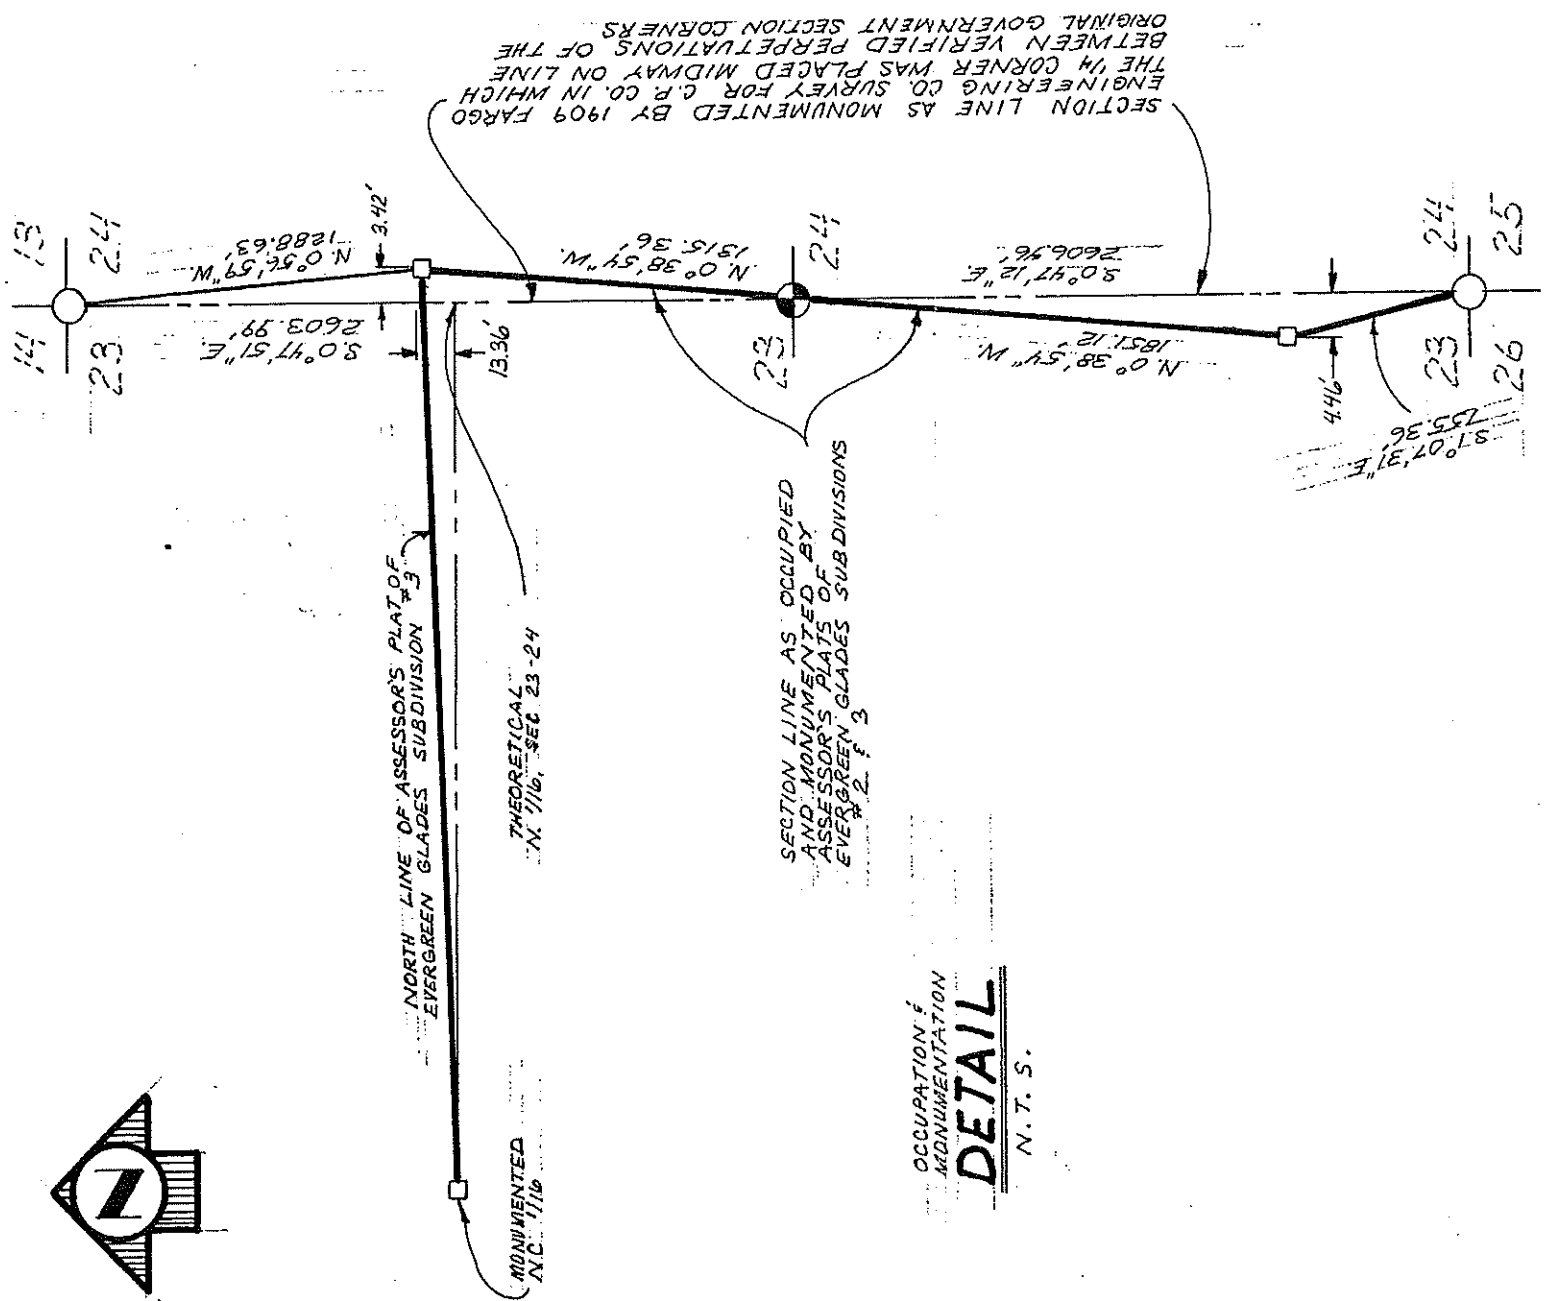 SECTION LINE AS MONUMENTED BY 1909 FARGO
ENGINEERING CO. SURVEY FOR C.P. CO. IN WHICH
THE 1/4 CORNER WAS PLACED MIDWAY ON LINE
BETWEEN VERIFIED PERPETUATIONS OF THE
ORIGINAL GOVERNMENT SECTION CORNERS
14
13
23
24
N. 0° 56' 59" W.
1288.63'
3.42'
S. 0° 47' 51" E.
2603.99'
13.36'
N. 0° 38' 54" W.
1315.36'
23
24
S. 0° 47' 12" E.
2606.96'
N. 0° 38' 54" W.
1851.12'
4.46'
S. 1° 07' 31" E.
755.36'
23
24
26
25
NORTH LINE OF ASSESSOR'S PLAT OF
EVERGREEN GLADES SUBDIVISION #3
THEORETICAL
N. 1/16, SEC 23-24
SECTION LINE AS OCCUPIED
AND MONUMENTED BY
ASSESSOR'S PLATS OF
EVERGREEN GLADES SUBDIVISIONS
#2 & 3
MONUMENTED
N.C. 1/16
N
OCCUPATION &
MONUMENTATION
DETAIL
N. T. S.